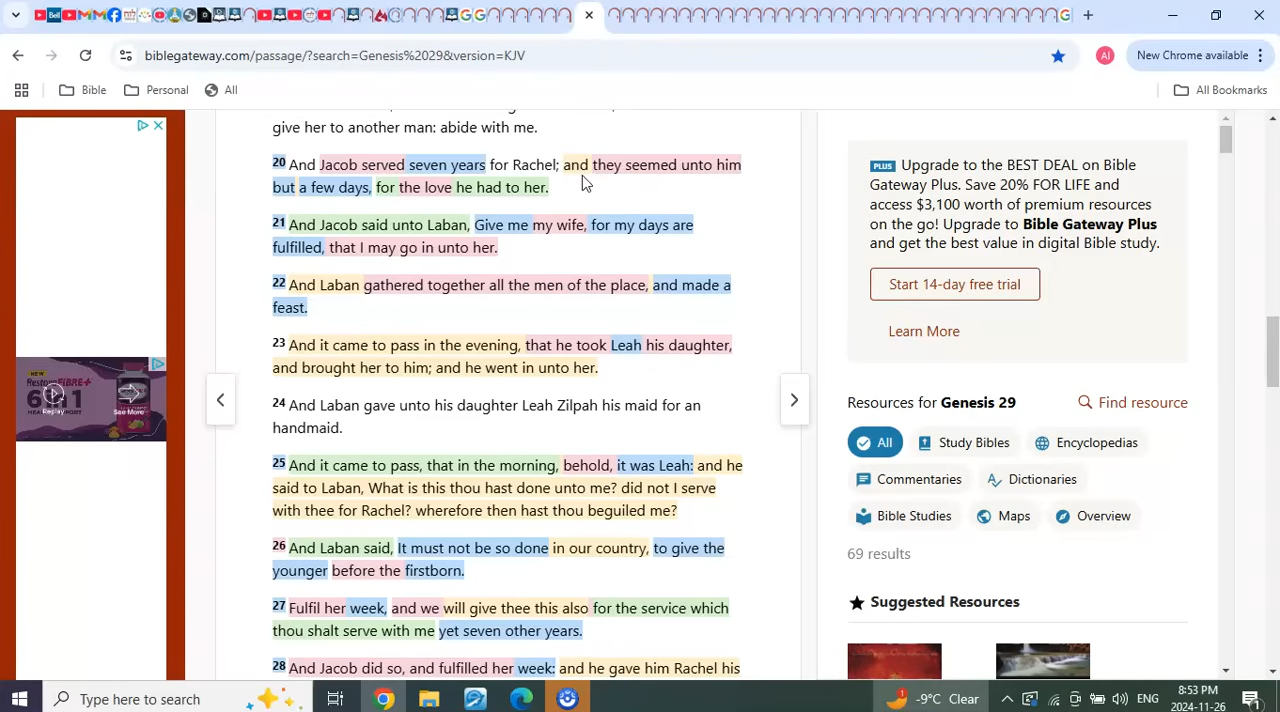 Bell
New Chrome available
biblegateway.com/passage/?search=Genesis%2029&version=KJV
Al
Bible
Personal
All
All Bookmarks
give her to another man: abide with me.
20 And Jacob served seven years for Rachel; and they seemed unto him
but a few days, for the love he had to her.
21 And Jacob said unto Laban, Give me my wife, for my days are
fulfilled, that I may go in unto her.
22 And Laban gathered together all the men of the place, and made a
feast.
23 And it came to pass in the evening, that he took Leah his daughter,
and brought her to him; and he went in unto her.
24 And Laban gave unto his daughter Leah Zilpah his maid for an
handmaid.
25 And it came to pass, that in the morning, behold, it was Leah: and he
said to Laban, What is this thou hast done unto me? did not I serve
with thee for Rachel? wherefore then hast thou beguiled me?
26 And Laban said, It must not be so done in our country, to give the
younger before the firstborn.
27 Fulfil her week, and we will give thee this also for the service which
thou shalt serve with me yet seven other years.
28 And Jacob did so, and fulfilled her week: and he gave him Rachel his
NEW
RestoraFIBRE+
6 in 1
Replay
See More
PLUS Upgrade to the BEST DEAL on Bible
Gateway Plus. Save 20% FOR LIFE and
access $3,100 worth of premium resources
on the go! Upgrade to Bible Gateway Plus
and get the best value in digital Bible study.
Start 14-day free trial
Learn More
Resources for Genesis 29
Find resource
All
Study Bibles
Encyclopedias
Commentaries
Dictionaries
Bible Studies
Maps
Overview
69 results
Suggested Resources
Type here to search
1
-9°C Clear
ENG
8:53 PM
2024-11-26
1